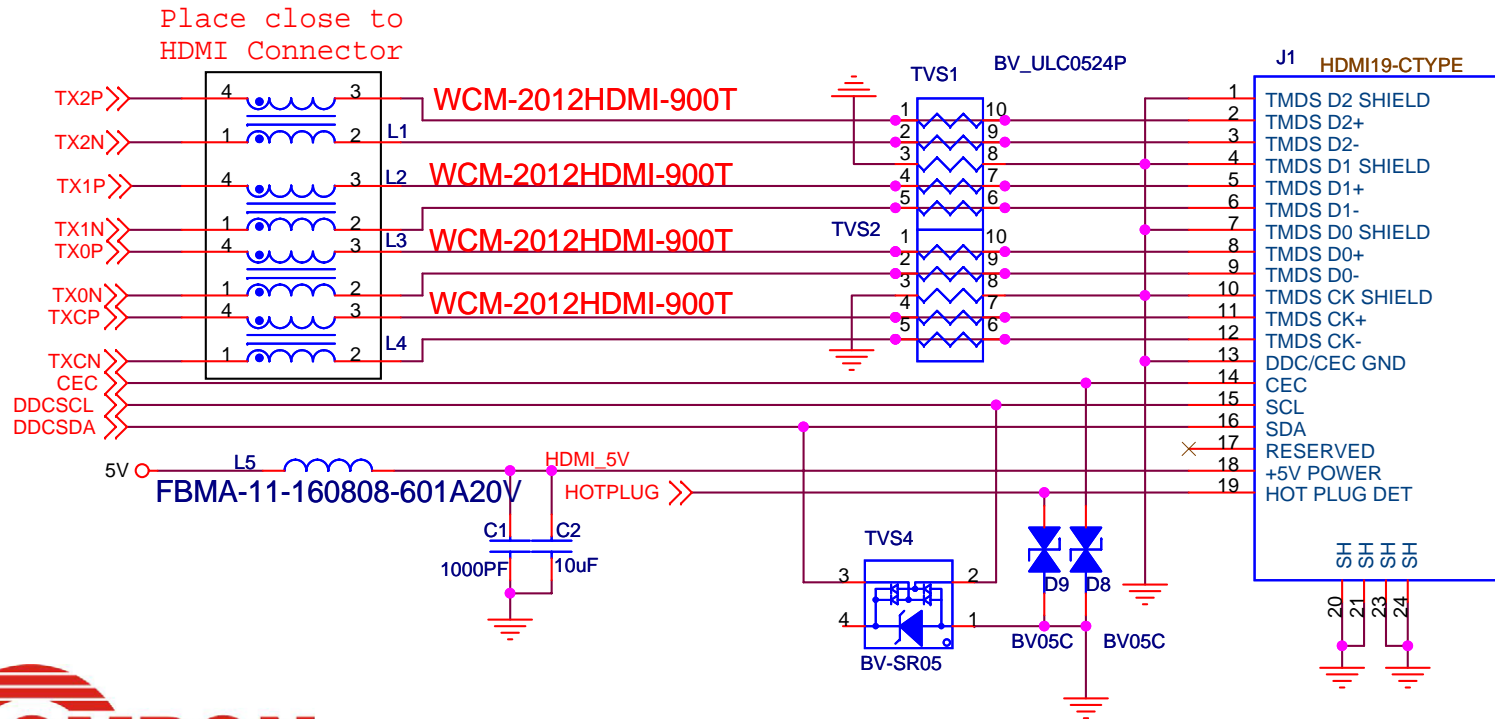 Place close to
HDMI Connector
TX2P
TX2N
TX1P
TX1N
TX0P
TX0N
TXCP
TXCN
CEC
DDCSCL
DDCSDA
4 3
1 2 L1
4 3 L2
1 2
4 3 L3
1 2
4 3
1 2 L4
WCM-2012HDMI-900T
WCM-2012HDMI-900T
WCM-2012HDMI-900T
WCM-2012HDMI-900T
TVS1
BV_ULC0524P
1 10
2 9
3 8
4 7
5 6
TVS2
1 10
2 9
3 8
4 7
5 6
J1 HDMI19-CTYPE
1 TMDS D2 SHIELD
2 TMDS D2+
3 TMDS D2-
4 TMDS D1 SHIELD
5 TMDS D1+
6 TMDS D1-
7 TMDS D0 SHIELD
8 TMDS D0+
9 TMDS D0-
10 TMDS CK SHIELD
11 TMDS CK+
12 TMDS CK-
13 DDC/CEC GND
14 CEC
15 SCL
16 SDA
17 RESERVED
18 +5V POWER
19 HOT PLUG DET
SH SH SH SH
20 21 23 24
5V
L5
HDMI_5V
FBMA-11-160808-601A20V
HOTPLUG
C1 C2
1000PF 10uF
TVS4
3 2
4 1
BV-SR05
D9 D8
BV05C BV05C